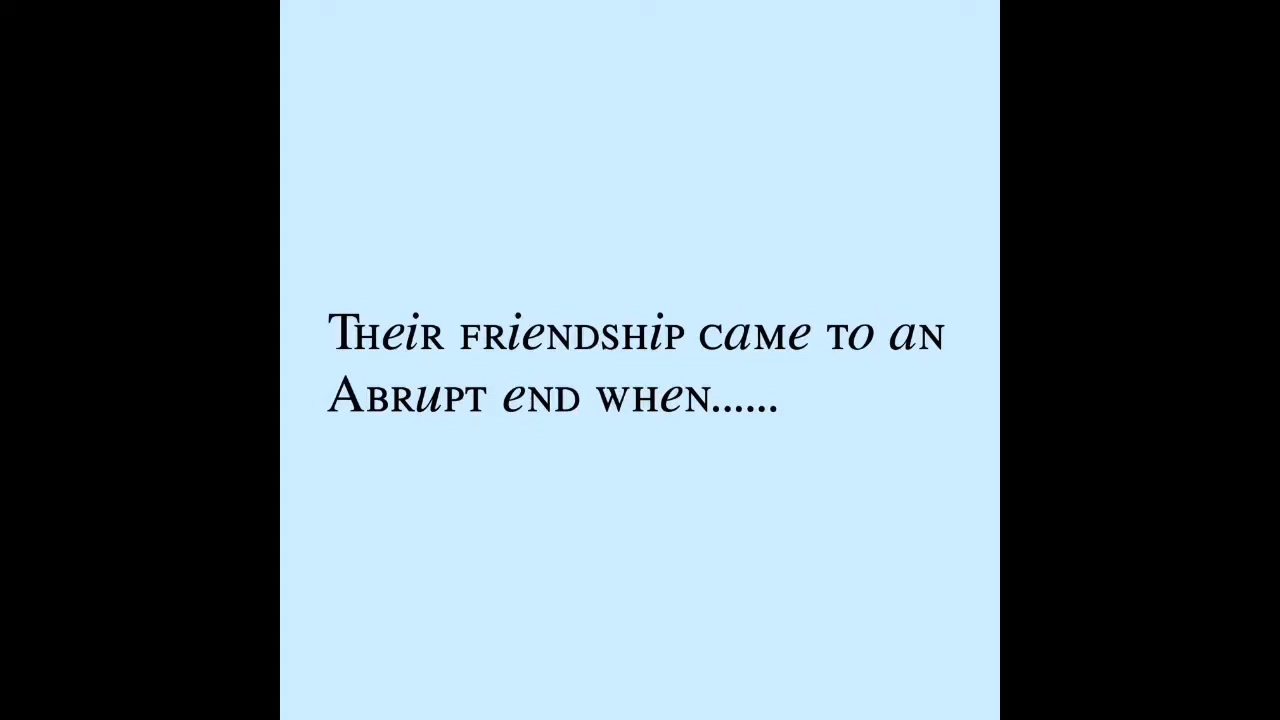 Their friendship came to an
Abrupt end when......